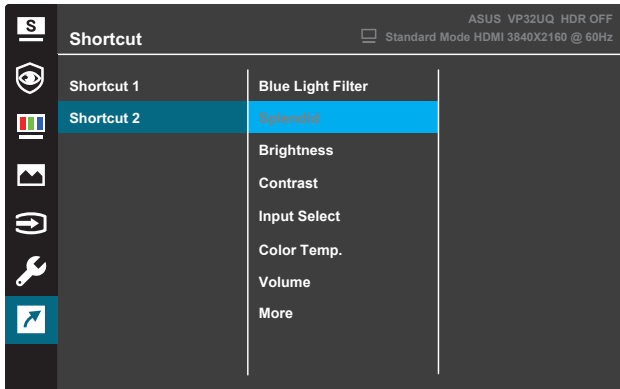 S
ASUS VP32UQ HDR OFF
Shortcut
Standard Mode HDMI 3840X2160 @ 60Hz
Shortcut 1
Shortcut 2
Blue Light Filter
Splendid
Brightness
Contrast
Input Select
Color Temp.
Volume
More